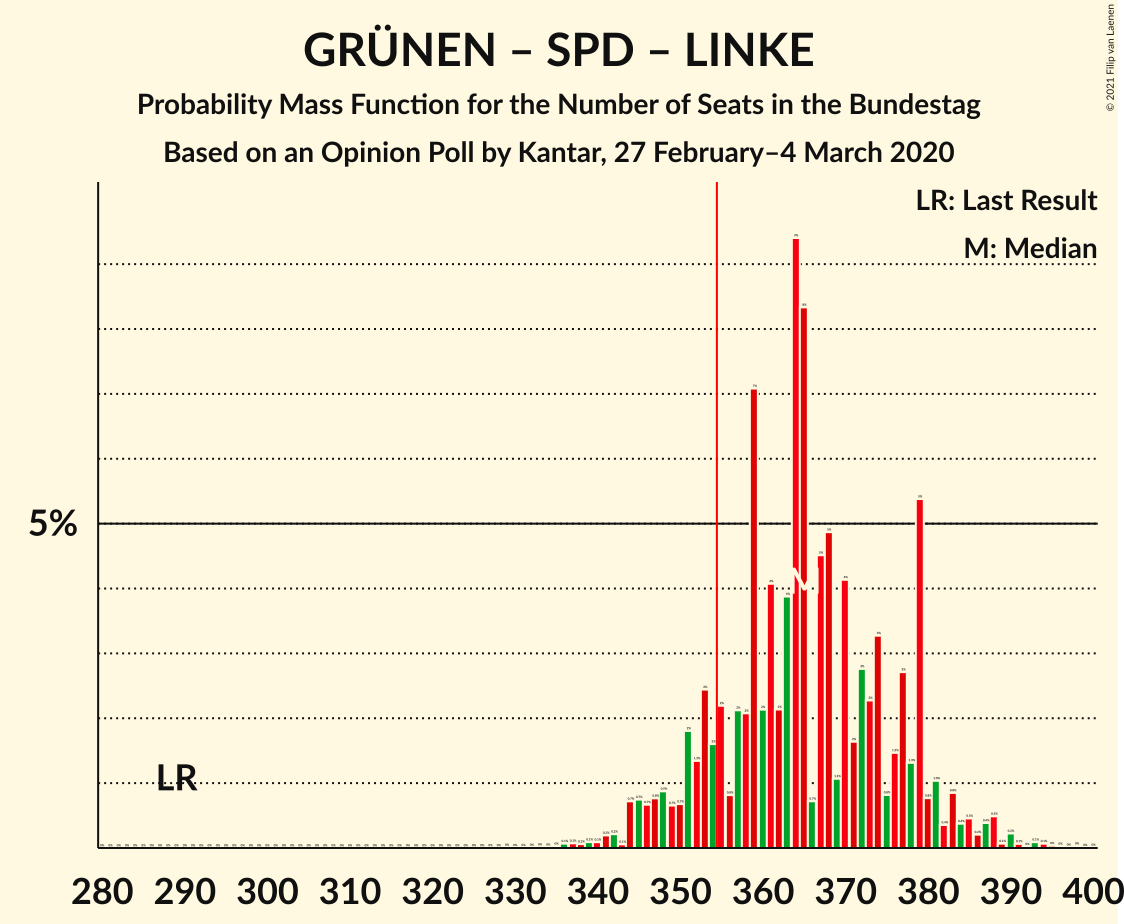 GRÜNEN – SPD – LINKE
Probability Mass Function for the Number of Seats in the Bundestag
Based on an Opinion Poll by Kantar, 27 February–4 March 2020
© 2021 Filip van Laenen
LR: Last Result
M: Median
5%
M
LR
280 290 300 310 320 330 340 350 360 370 380 390 400